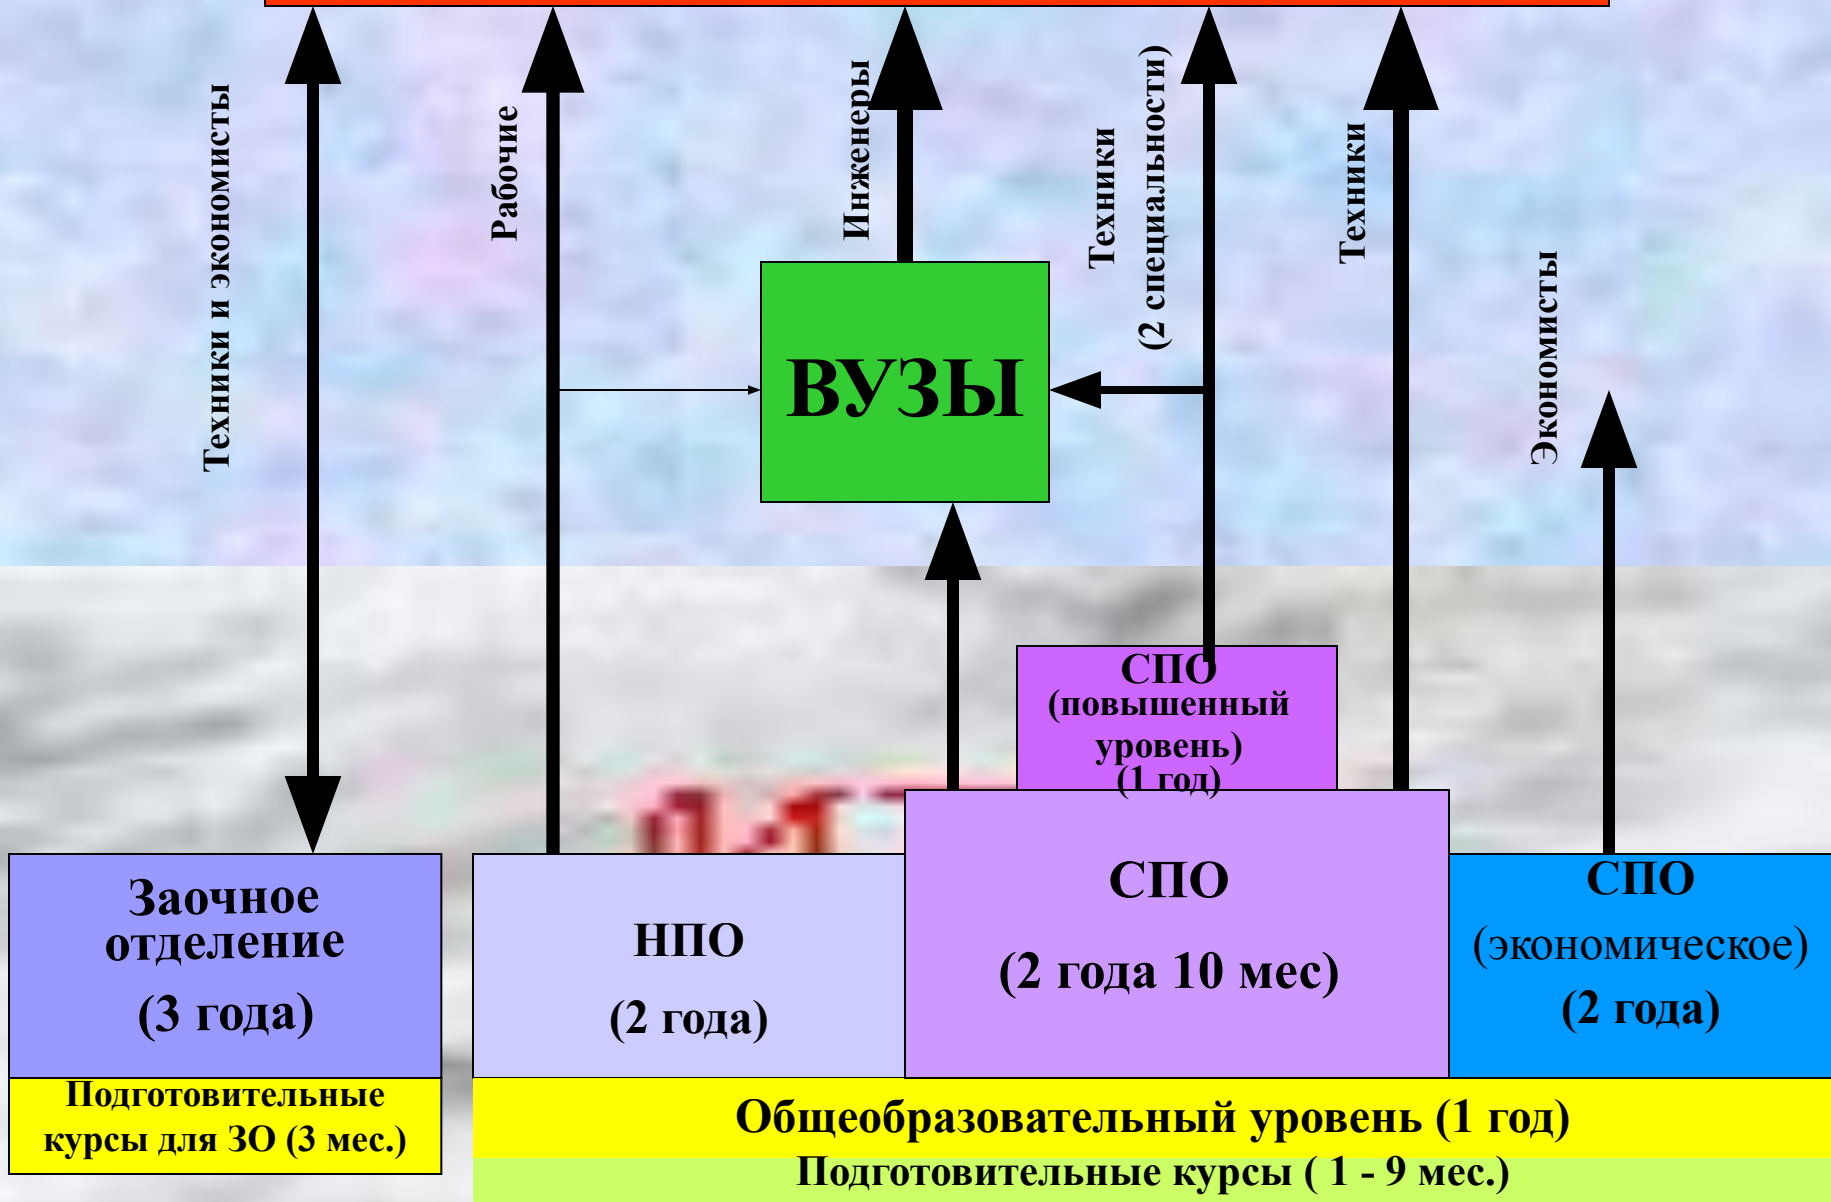 Техники и экономисты
Рабочие
Инженеры
Техники
(2 специальности)
Техники
Экономисты
ВУЗЫ
СПО
(повышенный
уровень)
(1 год)
Заочное
отделение
(3 года)
НПО
(2 года)
СПО
(2 года 10 мес)
СПО
(экономическое)
(2 года)
Подготовительные
курсы для ЗО (3 мес.)
Общеобразовательный уровень (1 год)
Подготовительные курсы ( 1 - 9 мес.)